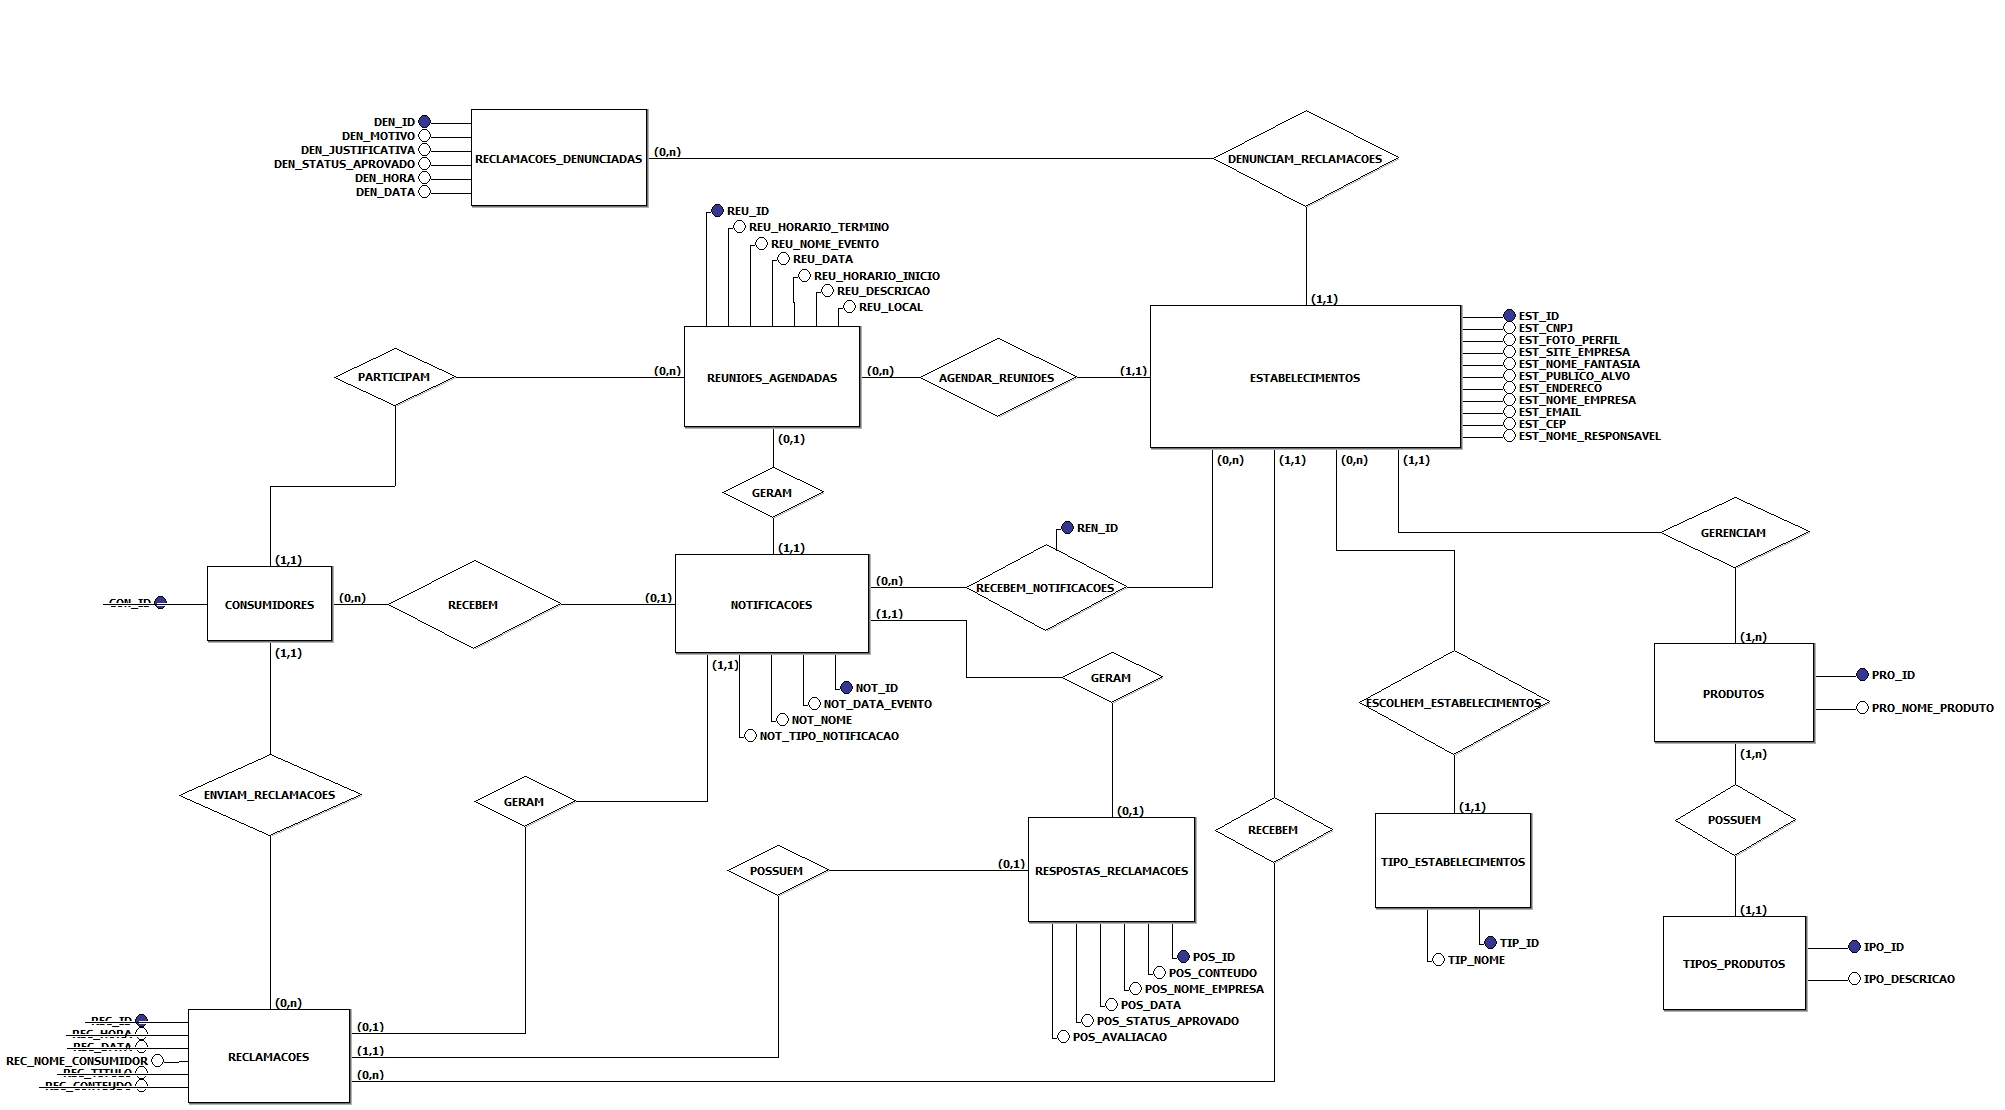 DEN_ID
DEN_MOTIVO
DEN_JUSTIFICATIVA
DEN_STATUS_APROVADO
DEN_HORA
DEN_DATA
RECLAMACOES_DENUNCIADAS
(0,n)
DENUNCIAM_RECLAMACOES
(1,1)
REU_ID
REU_HORARIO_TERMINO
REU_NOME_EVENTO
REU_DATA
REU_HORARIO_INICIO
REU_DESCRICAO
REU_LOCAL
PARTICIPAM
(0,n)
REUNIOES_AGENDADAS
(0,n)
AGENDAR_REUNIOES
(1,1)
ESTABELECIMENTOS
EST_ID
EST_CNPJ
EST_FOTO_PERFIL
EST_SITE_EMPRESA
EST_NOME_FANTASIA
EST_PUBLICO_ALVO
EST_ENDERECO
EST_NOME_EMPRESA
EST_EMAIL
EST_CEP
EST_NOME_RESPONSAVEL
(0,1)
(0,n)
(1,1)
(0,n)
(1,1)
GERAM
(1,1)
REN_ID
GERENCIAM
(1,1)
CON_ID
CONSUMIDORES
(0,n)
RECEBEM
(0,1)
NOTIFICACOES
(0,n)
RECEBEM_NOTIFICACOES
(1,1)
(1,1)
(1,1)
NOT_ID
NOT_DATA_EVENTO
NOT_NOME
NOT_TIPO_NOTIFICACAO
GERAM
ESCOLHEM_ESTABELECIMENTOS
(1,n)
PRODUTOS
PRO_ID
PRO_NOME_PRODUTO
(1,n)
ENVIAM_RECLAMACOES
GERAM
(0,1)
RECEBEM
(1,1)
POSSUEM
POSSUEM
(0,1)
RESPOSTAS_RECLAMACOES
TIPO_ESTABELECIMENTOS
TIP_ID
TIP_NOME
(1,1)
TIPOS_PRODUTOS
IPO_ID
IPO_DESCRICAO
POS_ID
POS_CONTEUDO
POS_NOME_EMPRESA
POS_DATA
POS_STATUS_APROVADO
POS_AVALIACAO
(0,n)
REC_ID
REC_HORA
REC_DATA
REC_NOME_CONSUMIDOR
REC_TITULO
REC_CONTEUDO
RECLAMACOES
(0,1)
(1,1)
(0,n)